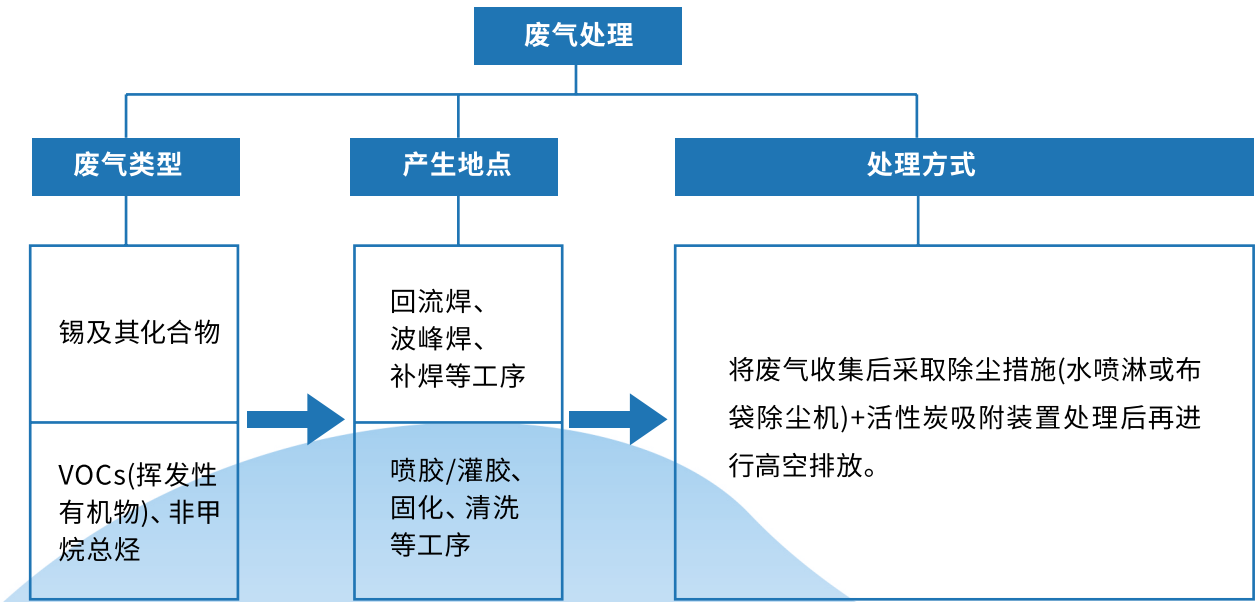 废气处理
废气类型
产生地点
处理方式
锡及其化合物
VOCs(挥发性
有机物)、非甲
烷总烃
回流焊、
波峰焊、
补焊等工序
喷胶/灌胶、
固化、清洗
等工序
将废气收集后采取除尘措施(水喷淋或布
袋除尘机)+活性炭吸附装置处理后再进
行高空排放。